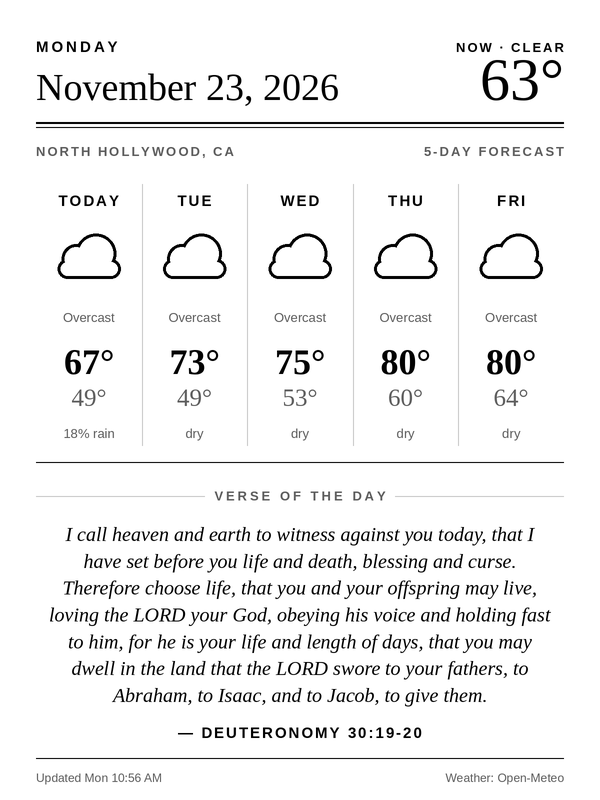 MONDAY
NOW · CLEAR
November 23, 2026
63°
NORTH HOLLYWOOD, CA
5-DAY FORECAST
TODAY TUE WED THU FRI
Overcast Overcast Overcast Overcast Overcast
67° 73° 75° 80° 80°
49° 49° 53° 60° 64°
18% rain dry dry dry dry
VERSE OF THE DAY
I call heaven and earth to witness against you today, that I
have set before you life and death, blessing and curse.
Therefore choose life, that you and your offspring may live,
loving the LORD your God, obeying his voice and holding fast
to him, for he is your life and length of days, that you may
dwell in the land that the LORD swore to your fathers, to
Abraham, to Isaac, and to Jacob, to give them.
— DEUTERONOMY 30:19-20
Updated Mon 10:56 AM
Weather: Open-Meteo